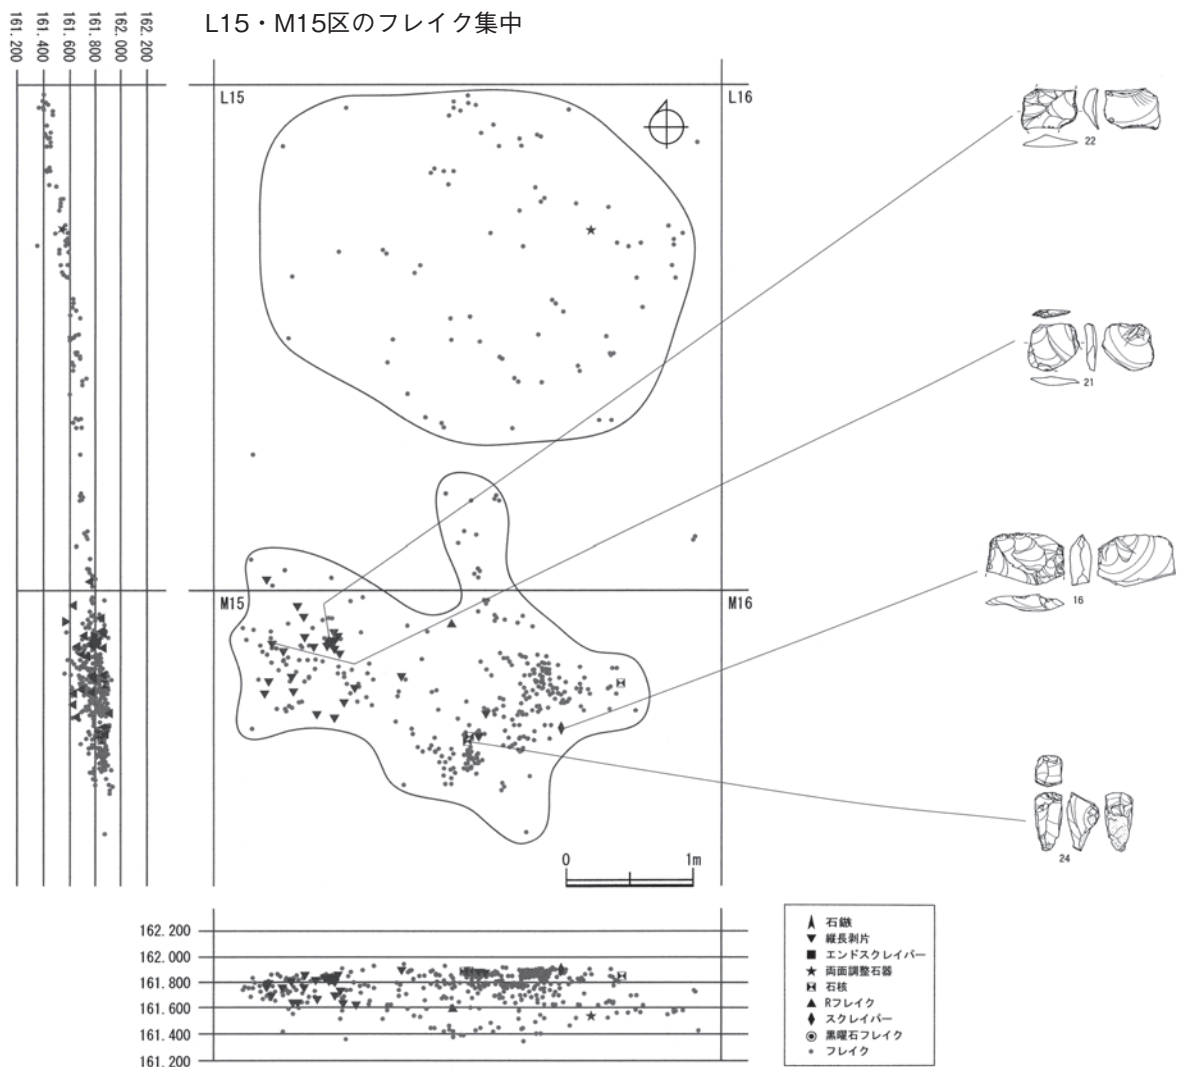 L15・M15区のフレイク集中
161.200
161.400
161.600
161.800
162.000
162.200
L15
L16
22
21
M15
M16
16
24
0 1m
162.200
162.000
161.800
161.600
161.400
161.200
石鏃
縦長剥片
エンドスクレイパー
両面調整石器
石核
Rフレイク
スクレイパー
黒曜石フレイク
フレイク